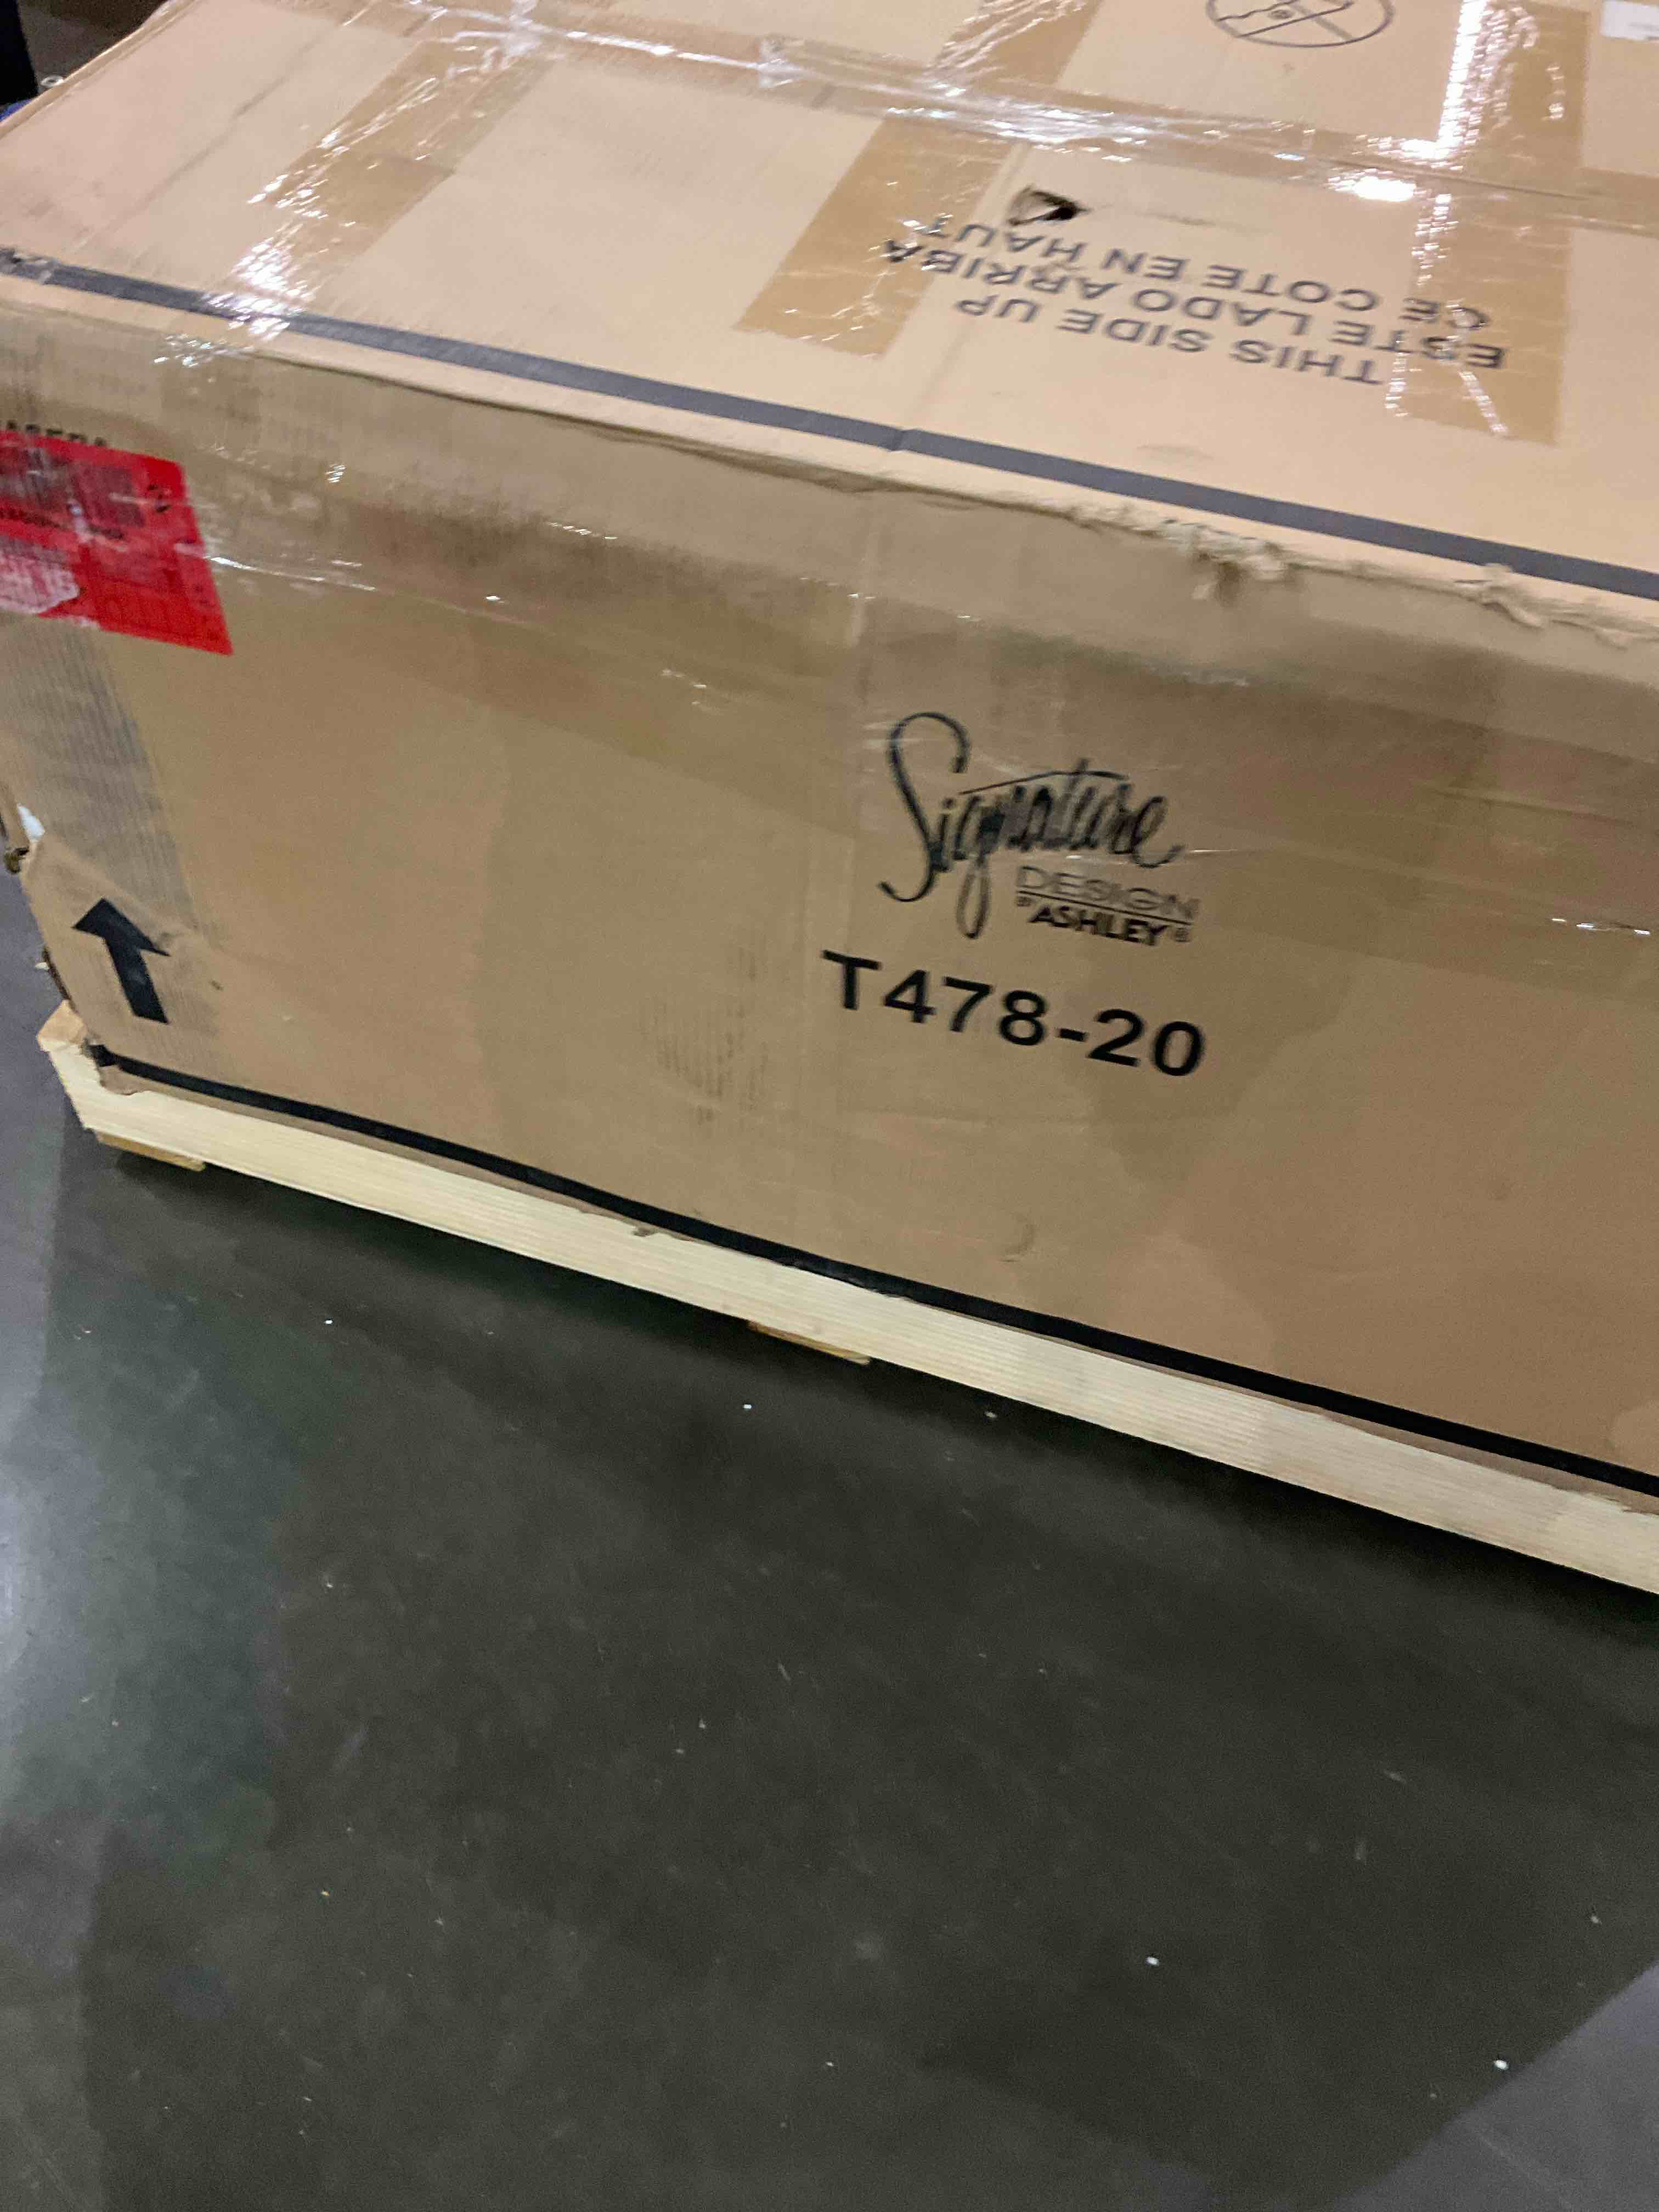 THIS SIDE UP
ESTE LADO ARRIBA
CE COTE EN HAUT
Signature
DESIGN
BY ASHLEY®
T478-20